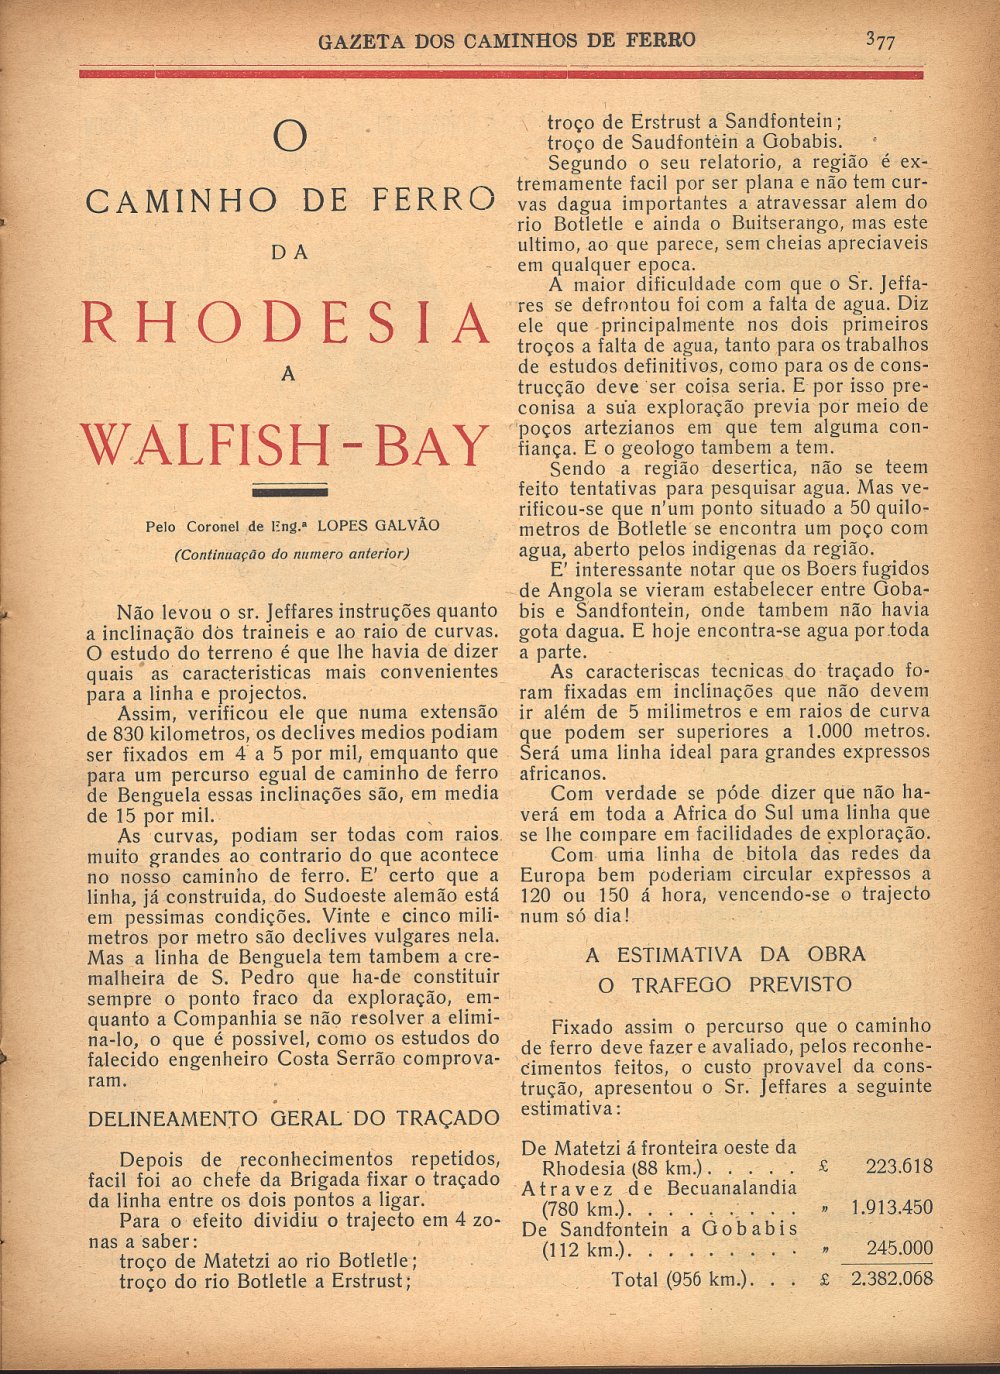 GAZETA DOS CAMINHOS DE FERRO
377
O
CAMINHO DE FERRO
DA
RHODESIA
A
WALFISH-BAY
Pelo Coronel de Eng.ª LOPES GALVÃO
(Continuação do numero anterior)
Não levou o sr. Jeffares instruções quanto
a inclinação dos traineis e ao raio de curvas.
O estudo do terreno é que lhe havia de dizer
quais as caracteristicas mais convenientes
para a linha e projectos.
Assim, verificou ele que numa extensão
de 830 kilometros, os declives medios podiam
ser fixados em 4 a 5 por mil, emquanto que
para um percurso egual de caminho de ferro
de Benguela essas inclinações são, em media
de 15 por mil.
As curvas, podiam ser todas com raios
muito grandes ao contrario do que acontece
no nosso caminho de ferro. E' certo que a
linha, já construida, do Sudoeste alemão está
em pessimas condições. Vinte e cinco mili-
metros por metro são declives vulgares nela.
Mas a linha de Benguela tem tambem a cre-
malheira de S. Pedro que ha-de constituir
sempre o ponto fraco da exploração, em-
quanto a Companhia se não resolver a elimi-
na-lo, o que é possivel, como os estudos do
falecido engenheiro Costa Serrão comprova-
ram.
DELINEAMENTO GERAL DO TRAÇADO
Depois de reconhecimentos repetidos,
facil foi ao chefe da Brigada fixar o traçado
da linha entre os dois pontos a ligar.
Para o efeito dividiu o trajecto em 4 zo-
nas a saber:
troço de Matetzi ao rio Botletle;
troço do rio Botletle a Erstrust;
troço de Erstrust a Sandfontein;
troço de Saudfontein a Gobabis.
Segundo o seu relatorio, a região é ex-
tremamente facil por ser plana e não tem cur-
vas dagua importantes a atravessar alem do
rio Botletle e ainda o Buitserango, mas este
ultimo, ao que parece, sem cheias apreciaveis
em qualquer epoca.
A maior dificuldade com que o Sr. Jeffa-
res se defrontou foi com a falta de agua. Diz
ele que principalmente nos dois primeiros
troços a falta de agua, tanto para os trabalhos
de estudos definitivos, como para os de cons-
trucção deve ser coisa seria. E por isso pre-
conisa a sua exploração previa por meio de
poços artezianos em que tem alguma con-
fiança. E o geologo tambem a tem.
Sendo a região desertica, não se teem
feito tentativas para pesquisar agua. Mas ve-
rificou-se que n'um ponto situado a 50 quilo-
metros de Botletle se encontra um poço com
agua, aberto pelos indigenas da região.
E' interessante notar que os Boers fugidos
de Angola se vieram estabelecer entre Goba-
bis e Sandfontein, onde tambem não havia
gota dagua. E hoje encontra-se agua por toda
a parte.
As caracteriscas tecnicas do traçado fo-
ram fixadas em inclinações que não devem
ir além de 5 milimetros e em raios de curva
que podem ser superiores a 1.000 metros.
Será uma linha ideal para grandes expressos
africanos.
Com verdade se póde dizer que não ha-
verá em toda a Africa do Sul uma linha que
se lhe compare em facilidades de exploração.
Com uma linha de bitola das redes da
Europa bem poderiam circular expressos a
120 ou 150 á hora, vencendo-se o trajecto
num só dia!
A ESTIMATIVA DA OBRA
O TRAFEGO PREVISTO
Fixado assim o percurso que o caminho
de ferro deve fazer e avaliado, pelos reconhe-
cimentos feitos, o custo provavel da cons-
trução, apresentou o Sr. Jeffares a seguinte
estimativa:
De Matetzi á fronteira oeste da
Rhodesia (88 km.). . . . . £ 223.618
Atravez de Becuanalandia
(780 km.). . . . . . . . . » 1.913.450
De Sandfontein a Gobabis
(112 km.). . . . . . . . . » 245.000
Total (956 km.). . . £ 2.382.068